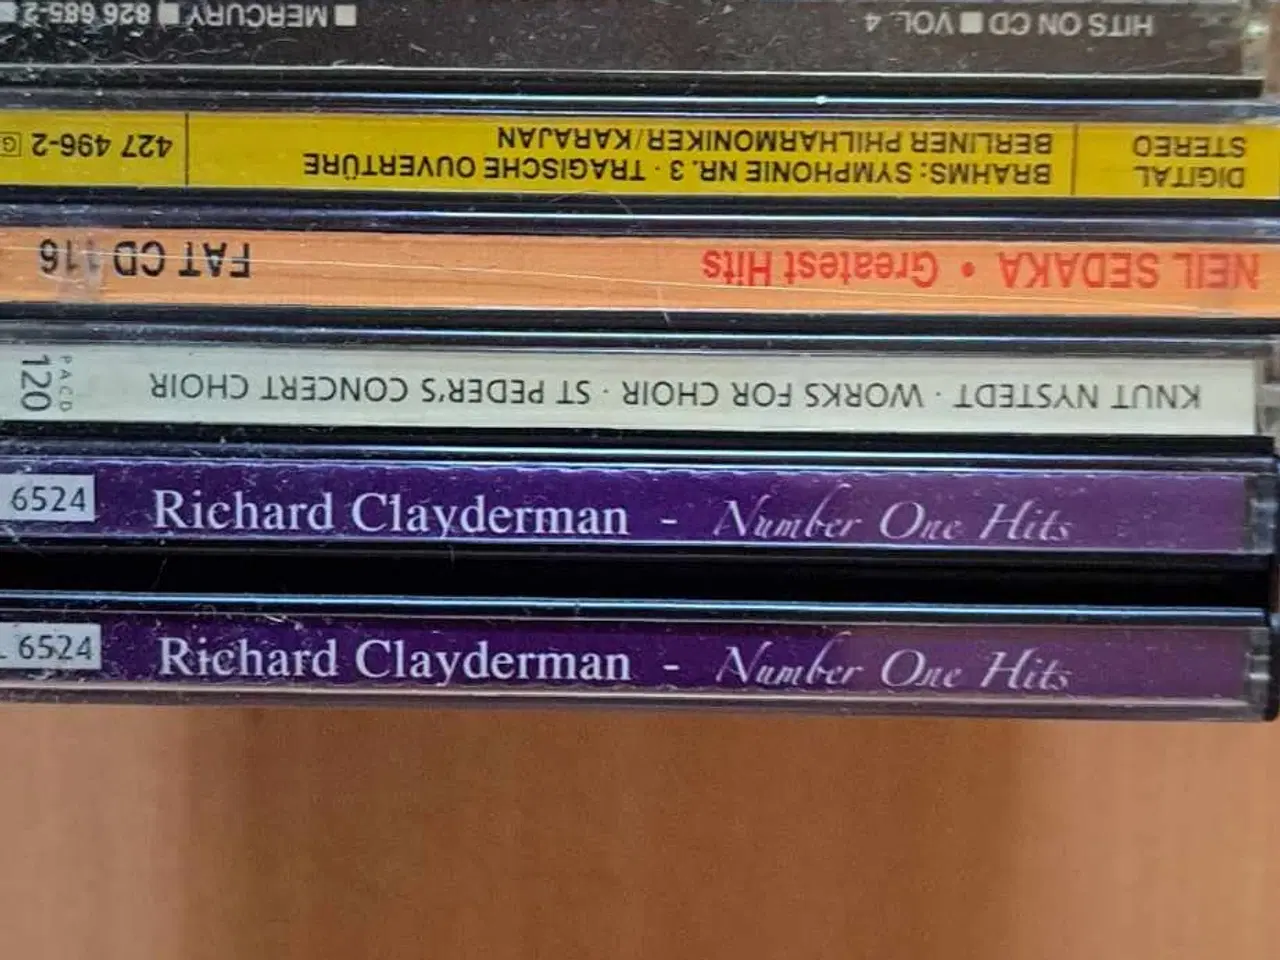 HITS ON CD ■ VOL. 4 ■ MERCURY ■ 826 685-2
DIGITAL STEREO
BRAHMS: SYMPHONIE NR. 3 · TRAGISCHE OUVERTÜRE
BERLINER PHILHARMONIKER/KARAJAN
427 496-2 G
NEIL SEDAKA • Greatest Hits FAT CD 116
KNUT NYSTEDT · WORKS FOR CHOIR · ST PEDER'S CONCERT CHOIR
PACD
120
6524 Richard Clayderman - Number One Hits
6524 Richard Clayderman - Number One Hits